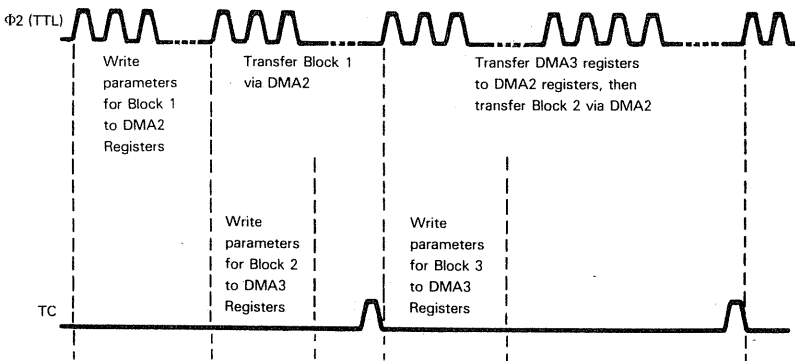 Φ2 (TTL)
Write
parameters
for Block 1
to DMA2
Registers
Transfer Block 1
via DMA2
Transfer DMA3 registers
to DMA2 registers, then
transfer Block 2 via DMA2
Write
parameters
for Block 2
to DMA3
Registers
Write
parameters
for Block 3
to DMA3
Registers
TC